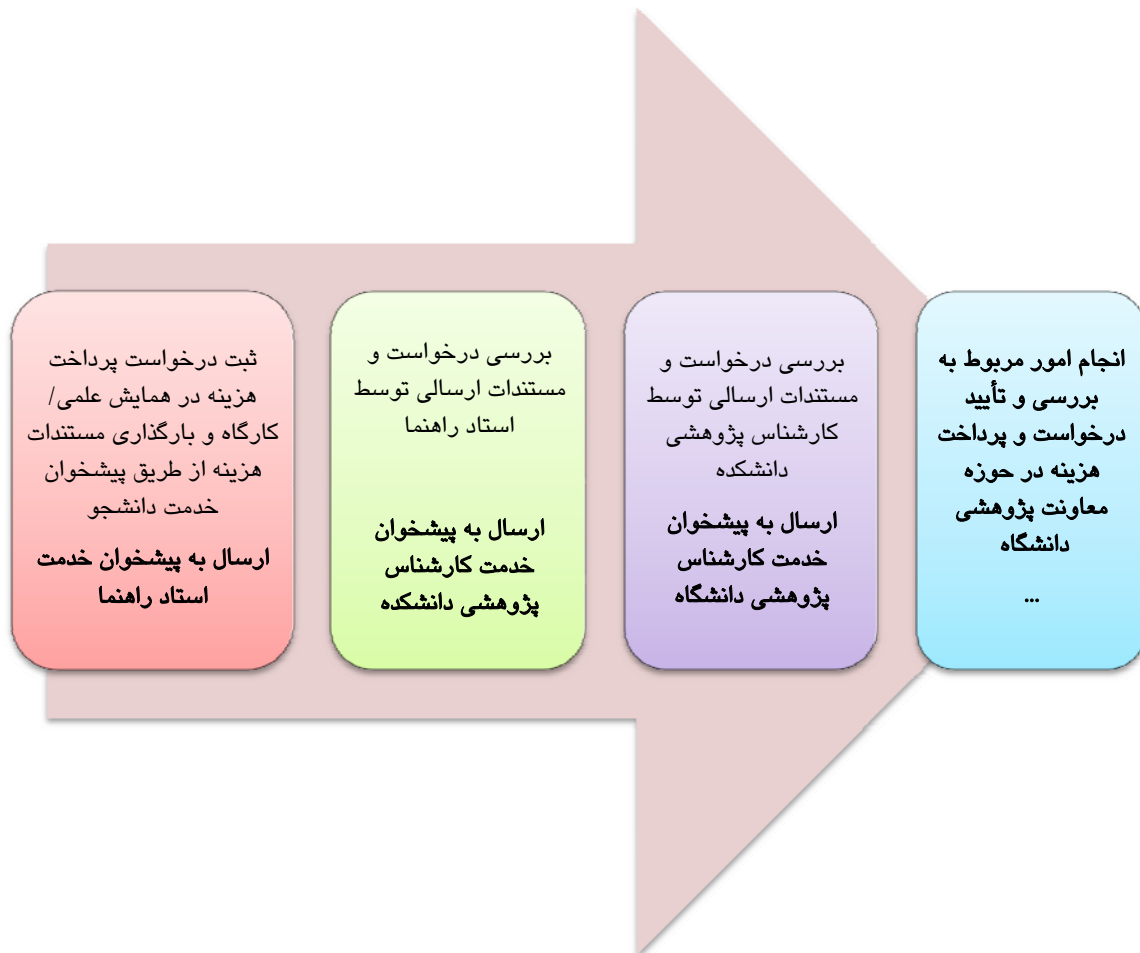 ثبت درخواست پرداخت
هزینه در همایش علمی/
کارگاه و بارگذاری مستندات
هزینه از طریق پیشخوان
خدمت دانشجو
ارسال به پیشخوان خدمت
استاد راهنما
بررسی درخواست و
مستندات ارسالی توسط
استاد راهنما
ارسال به پیشخوان
خدمت کارشناس
پژوهشی دانشکده
بررسی درخواست و
مستندات ارسالی توسط
کارشناس پژوهشی
دانشکده
ارسال به پیشخوان
خدمت کارشناس
پژوهشی دانشگاه
انجام امور مربوط به
بررسی و تأیید
درخواست و پرداخت
هزینه در حوزه
معاونت پژوهشی
دانشگاه
...